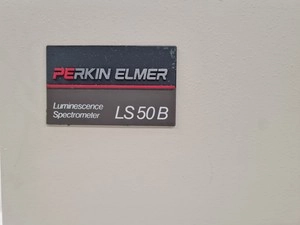 PERKIN ELMER
Luminescence
Spectrometer LS 50 B